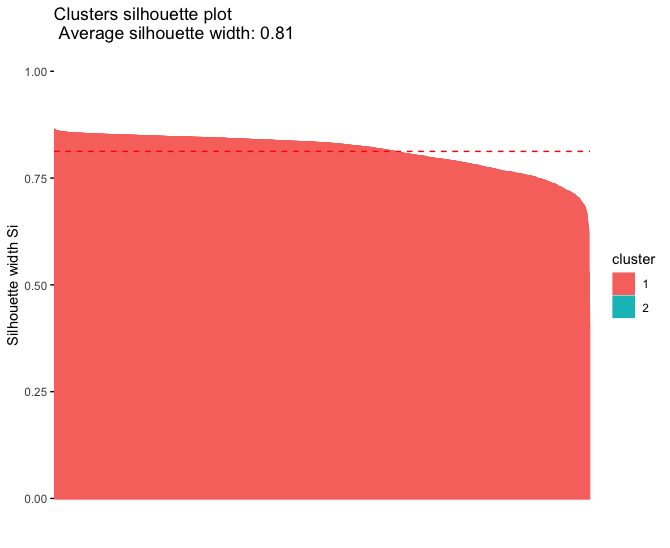 Clusters silhouette plot
Average silhouette width: 0.81
1.00
0.75
0.50
0.25
0.00
Silhouette width Si
cluster
1
2